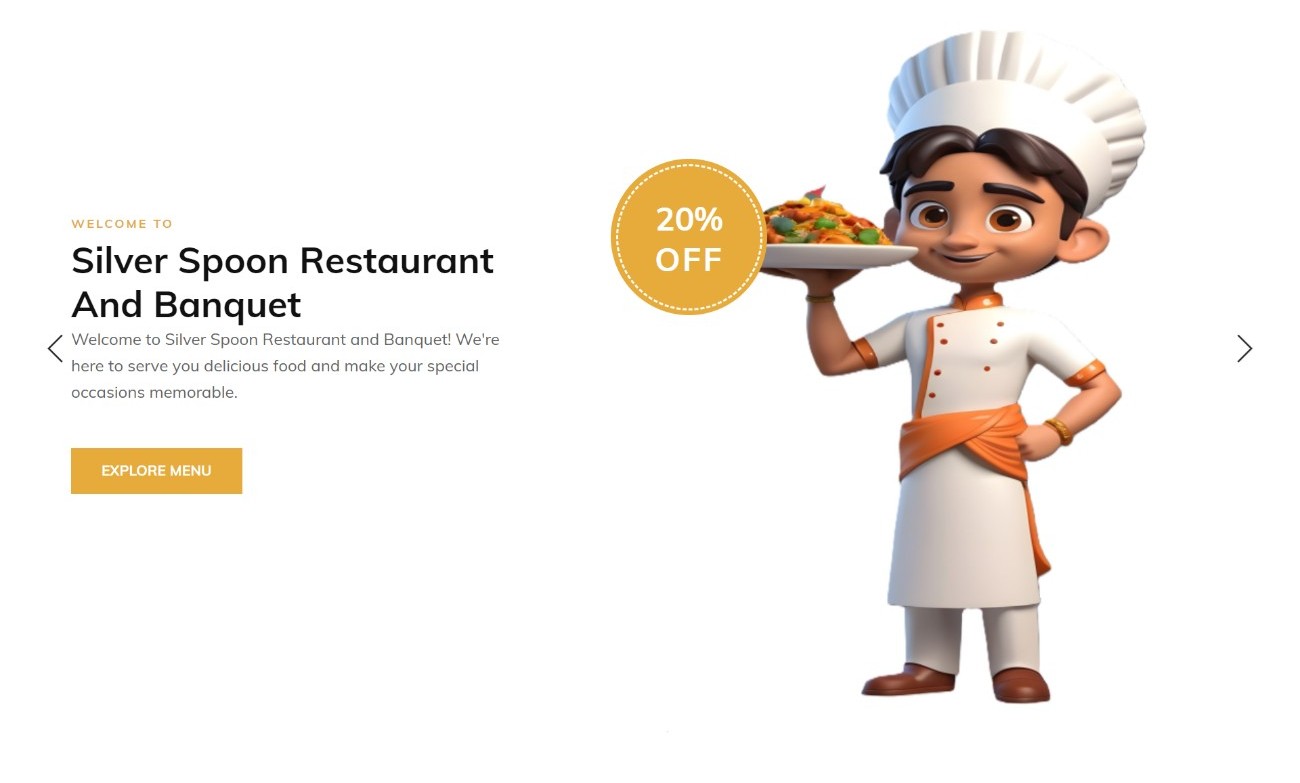 WELCOME TO
Silver Spoon Restaurant
And Banquet
Welcome to Silver Spoon Restaurant and Banquet! We're
here to serve you delicious food and make your special
occasions memorable.
EXPLORE MENU
20%
OFF